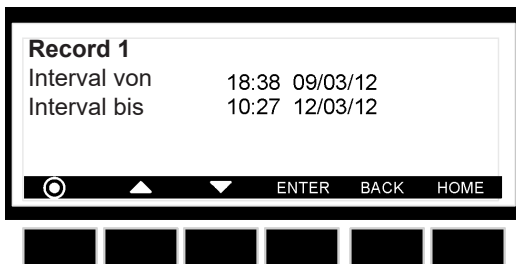 Record 1
Interval von 18:38 09/03/12
Interval bis 10:27 12/03/12
ENTER BACK HOME